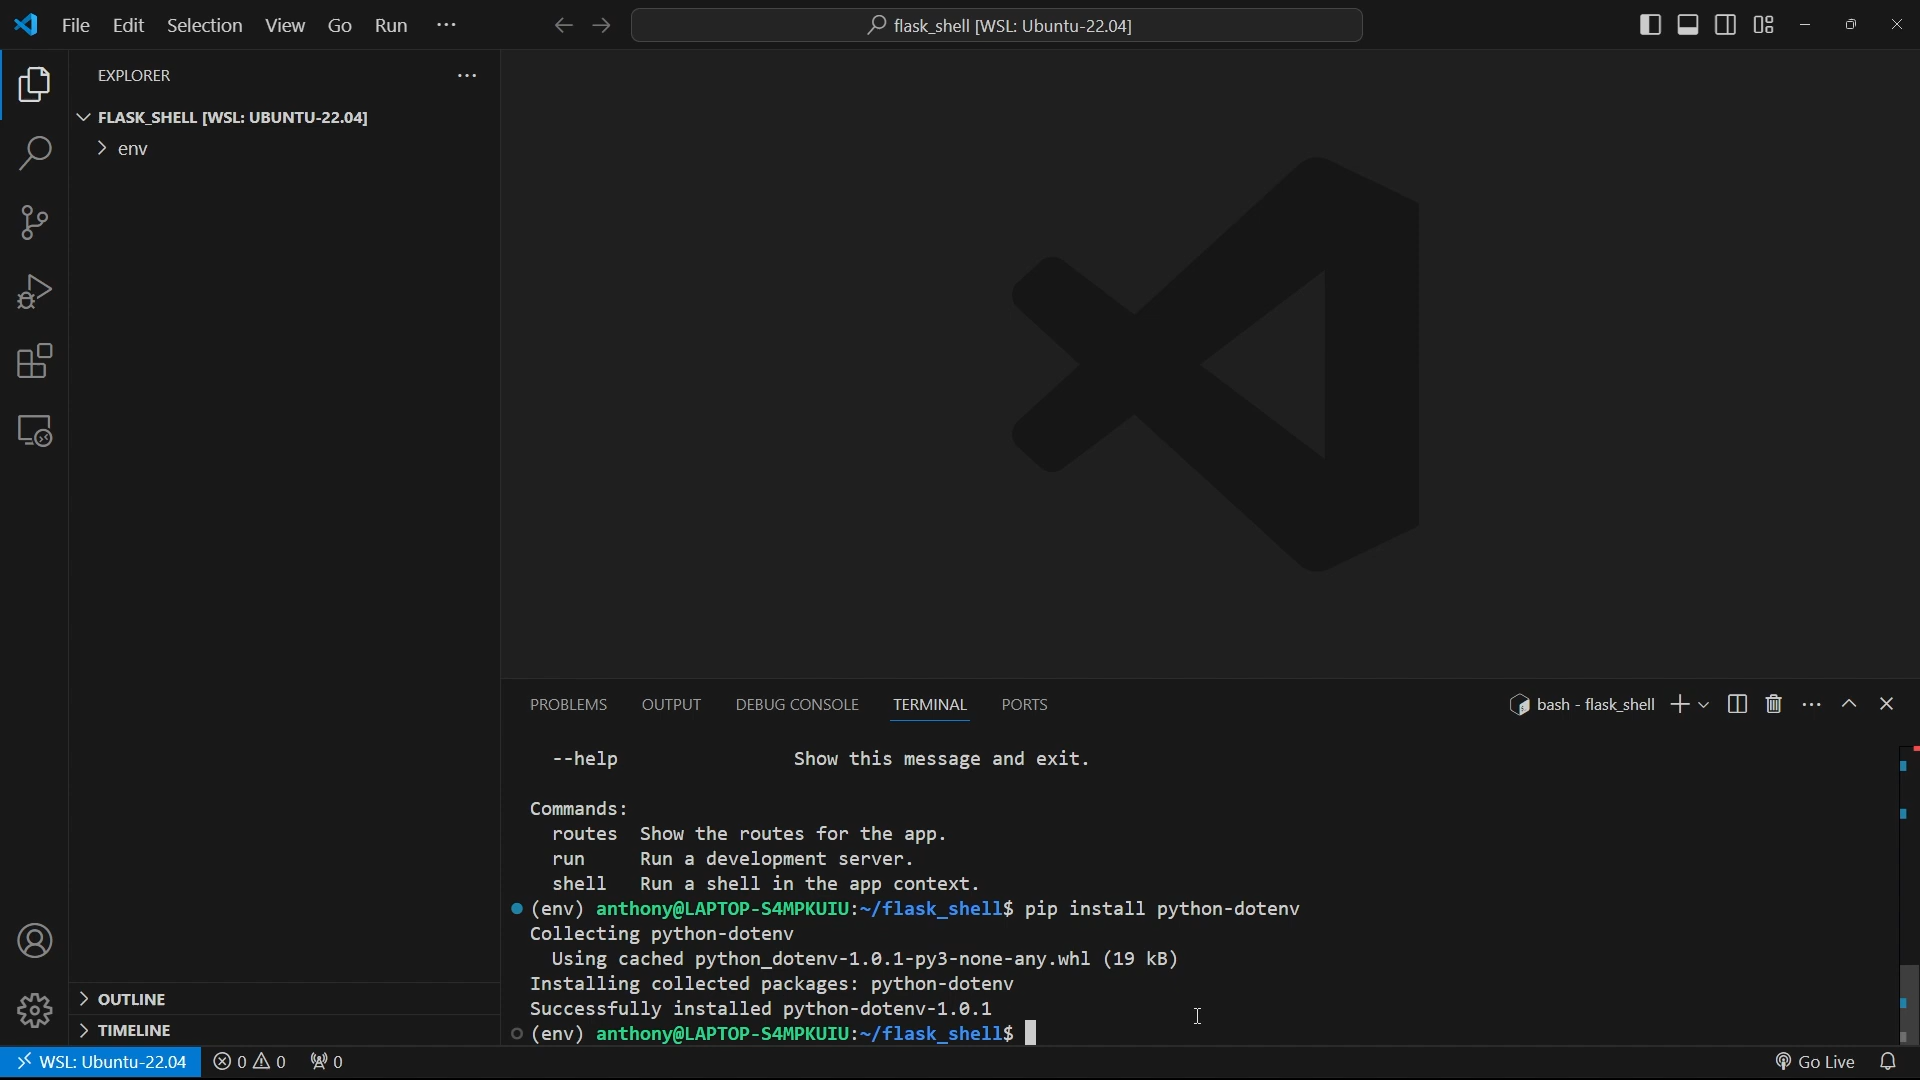 File Edit Selection View Go Run ···
flask_shell [WSL: Ubuntu-22.04]
EXPLORER
FLASK_SHELL [WSL: UBUNTU-22.04]
env
OUTLINE
TIMELINE
PROBLEMS OUTPUT DEBUG CONSOLE TERMINAL PORTS
bash - flask_shell
--help Show this message and exit.
Commands:
routes Show the routes for the app.
run Run a development server.
shell Run a shell in the app context.
(env) anthony@LAPTOP-S4MPKUIU:~/flask_shell$ pip install python-dotenv
Collecting python-dotenv
Using cached python_dotenv-1.0.1-py3-none-any.whl (19 kB)
Installing collected packages: python-dotenv
Successfully installed python-dotenv-1.0.1
(env) anthony@LAPTOP-S4MPKUIU:~/flask_shell$
WSL: Ubuntu-22.04 0 0 0 Go Live